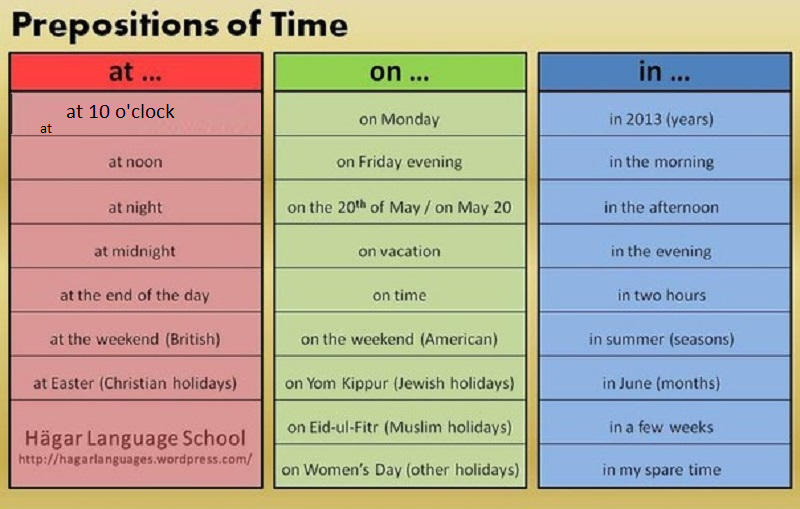 Prepositions of Time
at ...
at 10 o'clock
at
at noon
at night
at midnight
at the end of the day
at the weekend (British)
at Easter (Christian holidays)
Hägar Language School
http://hagarlanguages.wordpress.com/
on ...
on Monday
on Friday evening
on the 20th of May / on May 20
on vacation
on time
on the weekend (American)
on Yom Kippur (Jewish holidays)
on Eid-ul-Fitr (Muslim holidays)
on Women's Day (other holidays)
in ...
in 2013 (years)
in the morning
in the afternoon
in the evening
in two hours
in summer (seasons)
in June (months)
in a few weeks
in my spare time